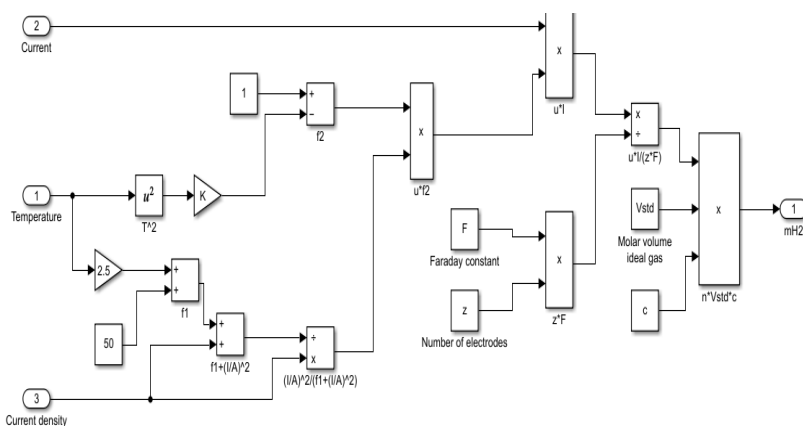 2
Current
x
u*I
1
+
−
f2
x
u*f2
x
÷
u*I/(z*F)
1
Temperature
u²
T^2
K
Vstd
Molar volume
ideal gas
x
n*Vstd*c
1
mH2
F
Faraday constant
x
z*F
2.5
+
+
f1
z
Number of electrodes
c
50
+
+
f1+(I/A)^2
÷
x
(I/A)^2/(f1+(I/A)^2)
3
Current density